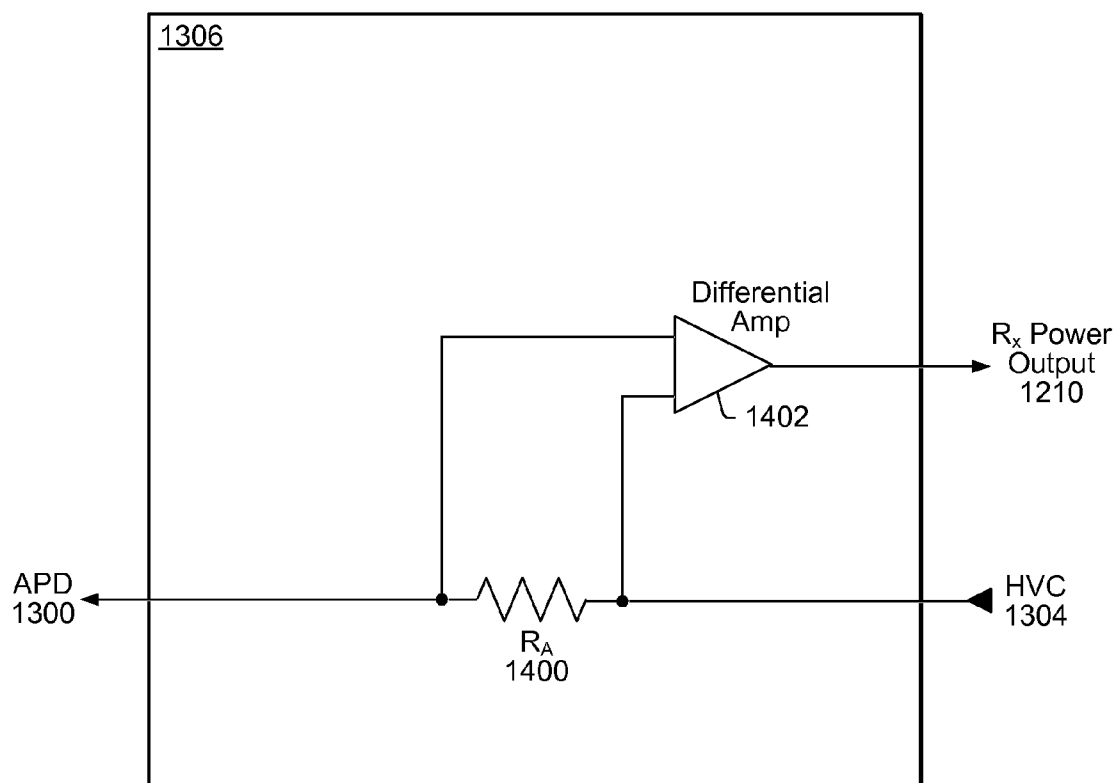 1306
Differential
Amp
Rx Power
Output
1210
1402
APD
1300
HVC
1304
RA
1400